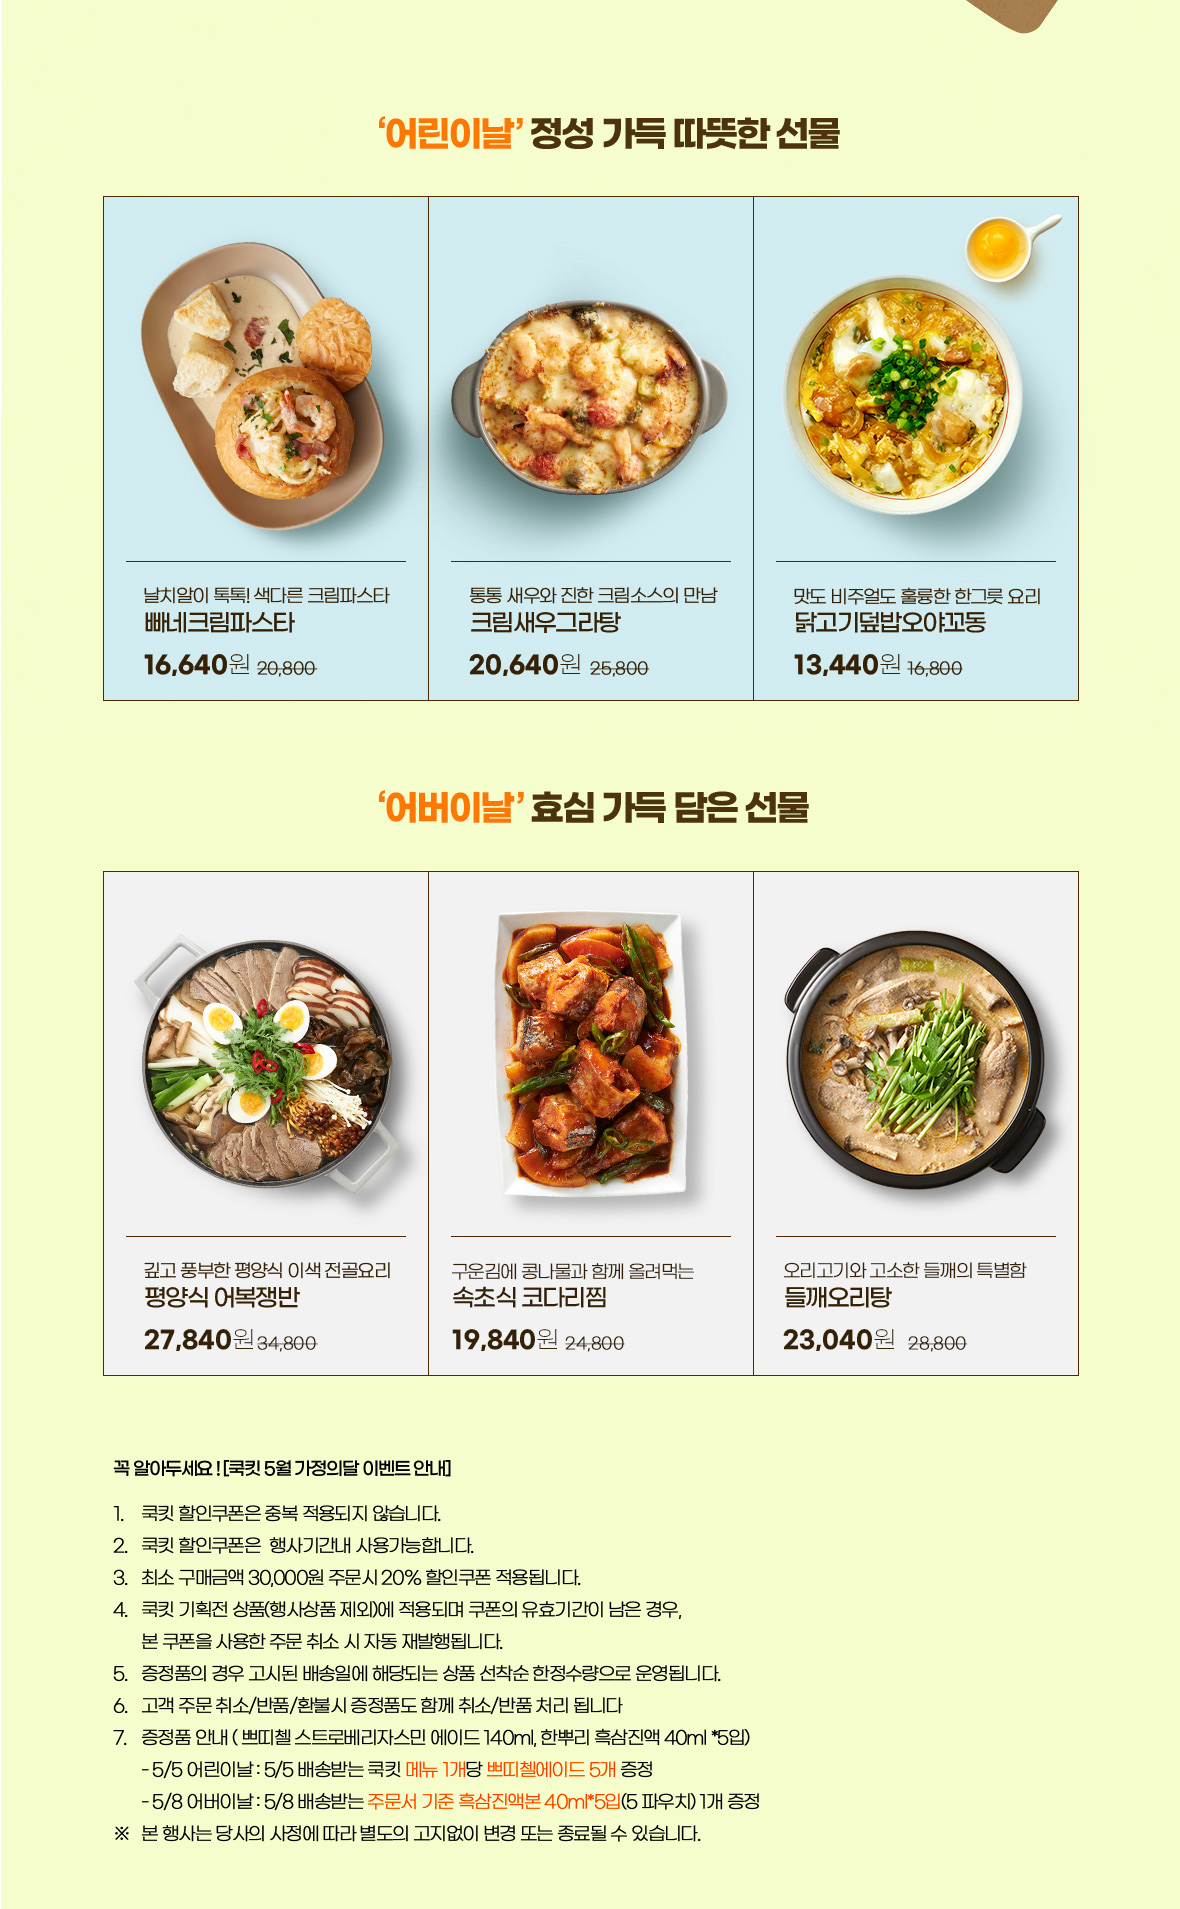 ‘어린이날’ 정성 가득 따뜻한 선물
날치알이 톡톡! 색다른 크림파스타
빠네크림파스타
16,640원 20,800
통통 새우와 진한 크림소스의 만남
크림새우그라탕
20,640원 25,800
맛도 비주얼도 훌륭한 한그릇 요리
닭고기덮밥오야꼬동
13,440원 16,800
‘어버이날’ 효심 가득 담은 선물
깊고 풍부한 평양식 이색 전골요리
평양식 어복쟁반
27,840원 34,800
구운김에 콩나물과 함께 올려먹는
속초식 코다리찜
19,840원 24,800
오리고기와 고소한 들깨의 특별함
들깨오리탕
23,040원 28,800
꼭 알아두세요 ! [쿡킷 5월 가정의달 이벤트 안내]
1. 쿡킷 할인쿠폰은 중복 적용되지 않습니다.
2. 쿡킷 할인쿠폰은 행사기간내 사용가능합니다.
3. 최소 구매금액 30,000원 주문시 20% 할인쿠폰 적용됩니다.
4. 쿡킷 기획전 상품(행사상품 제외)에 적용되며 쿠폰의 유효기간이 남은 경우,
본 쿠폰을 사용한 주문 취소 시 자동 재발행됩니다.
5. 증정품의 경우 고시된 배송일에 해당되는 상품 선착순 한정수량으로 운영됩니다.
6. 고객 주문 취소/반품/환불시 증정품도 함께 취소/반품 처리 됩니다
7. 증정품 안내 ( 쁘띠첼 스트로베리자스민 에이드 140ml, 한뿌리 흑삼진액 40ml *5입)
- 5/5 어린이날 : 5/5 배송받는 쿡킷 메뉴 1개당 쁘띠첼에이드 5개 증정
- 5/8 어버이날 : 5/8 배송받는 주문서 기준 흑삼진액본 40ml*5입(5 파우치) 1개 증정
※ 본 행사는 당사의 사정에 따라 별도의 고지없이 변경 또는 종료될 수 있습니다.